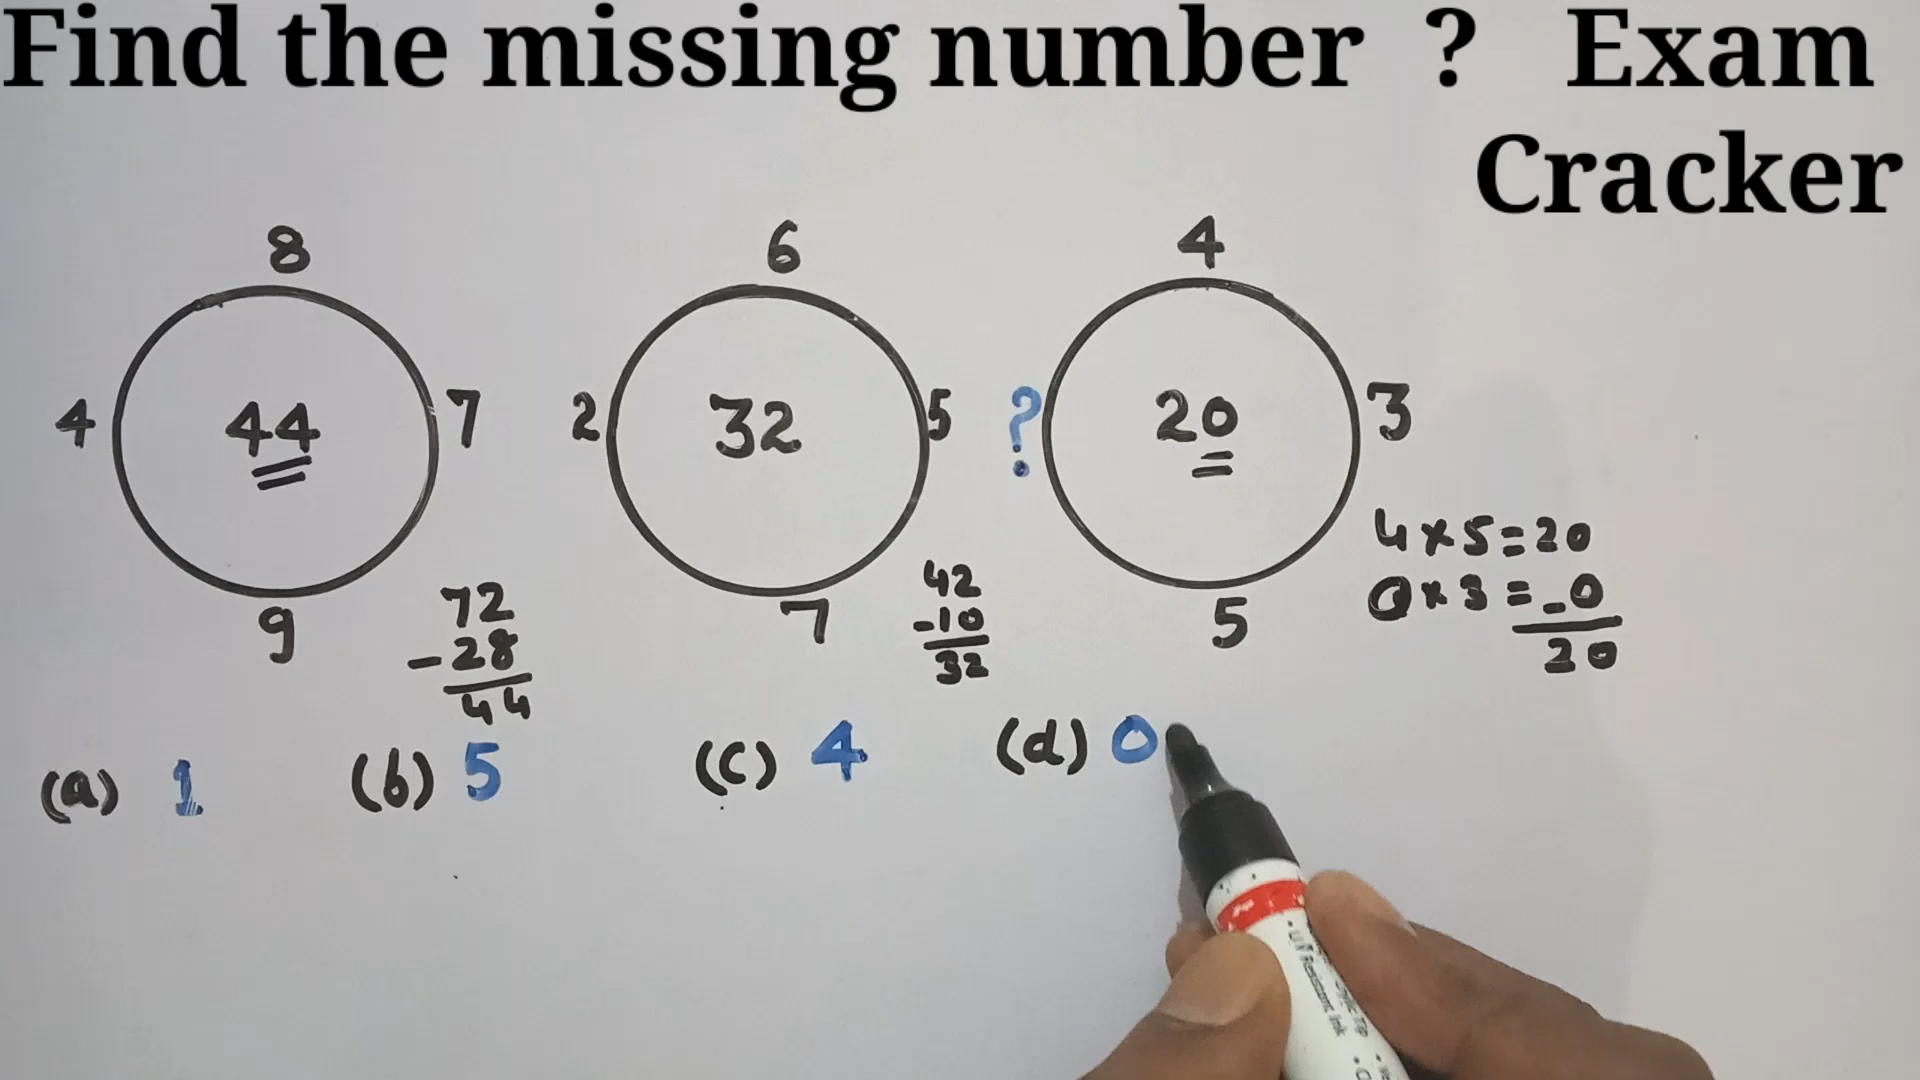 Find the missing number ? Exam
Cracker
8
4 44 7
9
72
- 28
44
6
2 32 5
7
42
-10
32
4
? 20 3
5
4 x 5 = 20
0 x 3 = -0
20
(a) 1 (b) 5 (c) 4 (d) 0